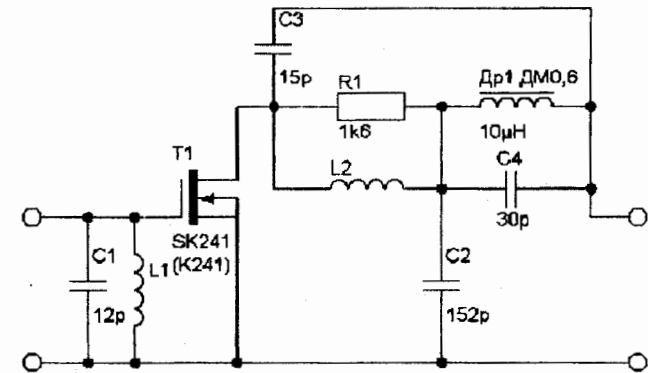 C3
15p
R1
1k6
Др1,ДМ0,6
10µH
C4
30p
L2
T1
SK241
(K241)
C1
12p
L1
C2
152p